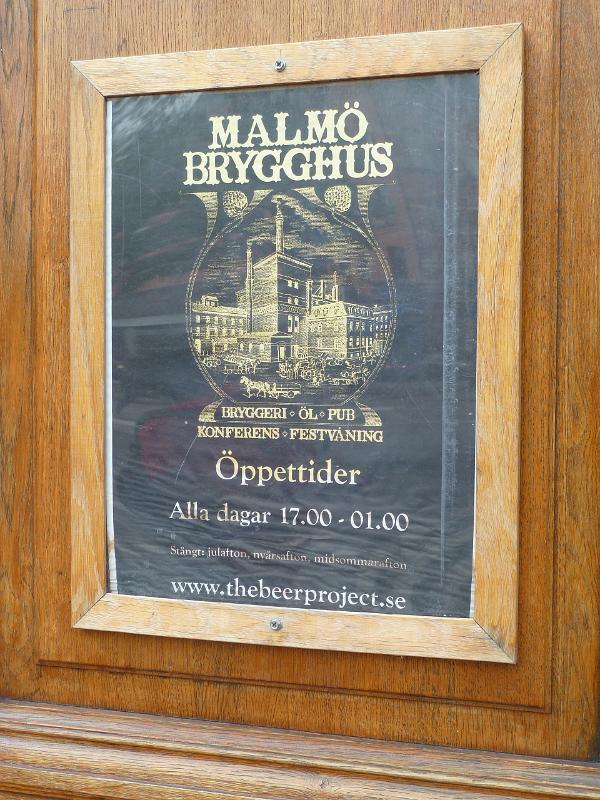 MALMÖ
BRYGGHUS
BRYGGERI ⋄ ÖL ⋄ PUB
KONFERENS ⋄ FESTVÅNING
Öppettider
Alla dagar 17.00 - 01.00
Stängt: julafton, nyårsafton, midsommarafton
www.thebeerproject.se